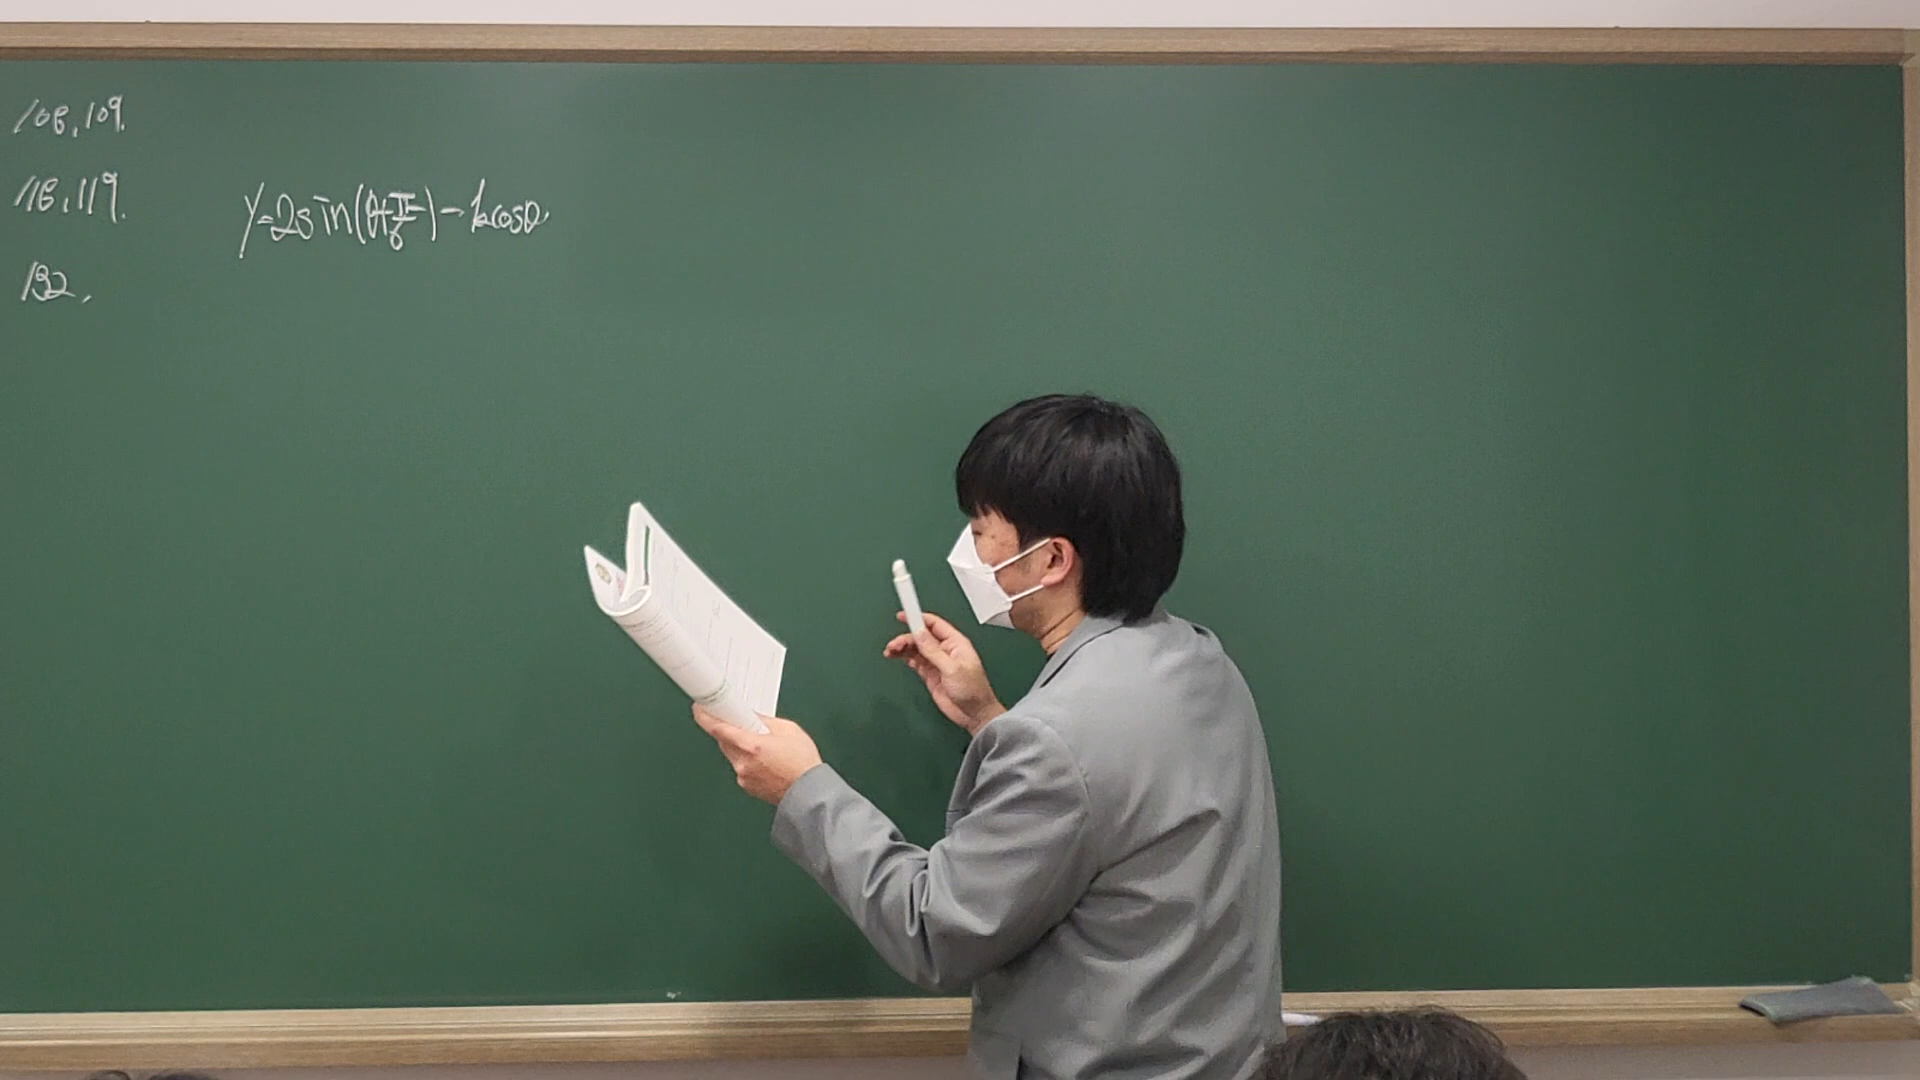 108, 109.
118, 119.
132,
y=2sin(θ+π/6)-kcosθ